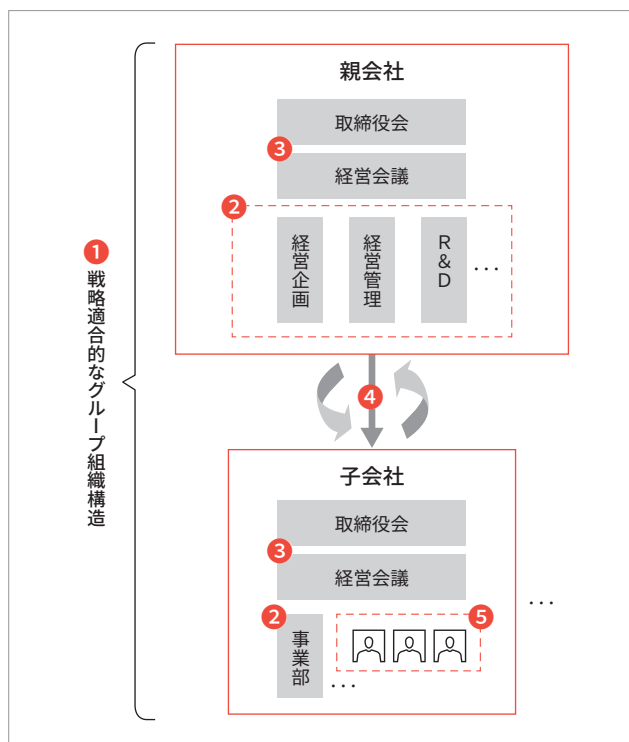 親会社
取締役会
❸
経営会議
❷
経営企画
経営管理
R&D
...
❶
戦略適合的なグループ組織構造
❹
子会社
取締役会
❸
経営会議
❷
事業部
...
❺
...